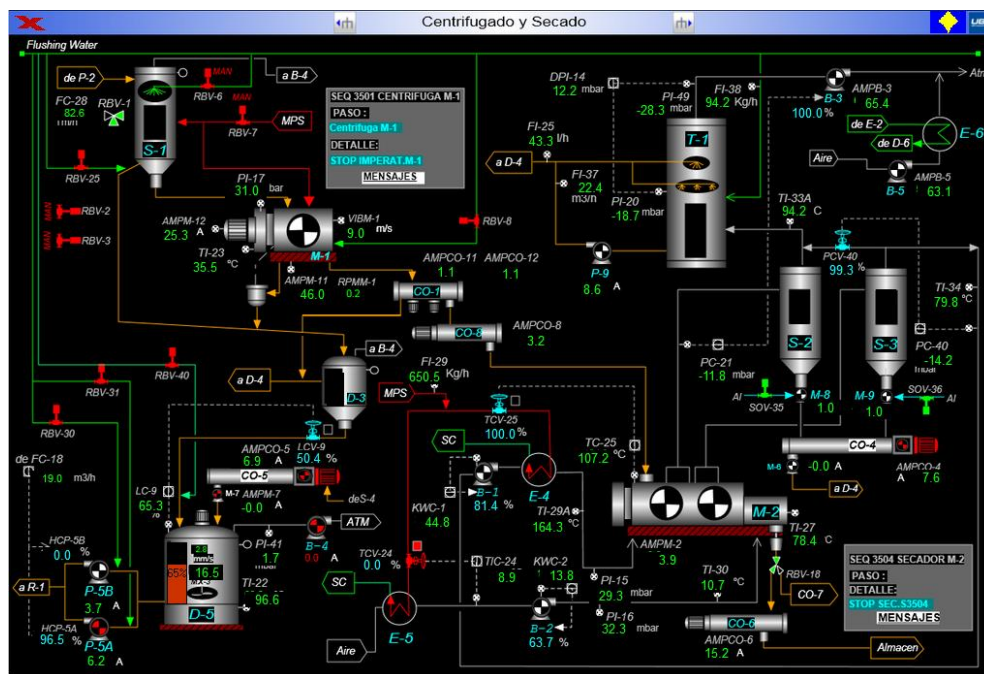 Centrifugado y Secado
Flushing Water
de P-2
a B-4
FC-28
82.6
RBV-1
MAN
RBV-6
MAN
RBV-7
MPS
S-1
RBV-25
MAN RBV-2
MAN RBV-3
SEQ 3501 CENTRIFUGA M-1
PASO :
Centrifuga M-1
DETALLE:
STOP IMPERAT.M-1
MENSAJES
PI-17
31.0 bar
AMPM-12
25.3 A
VIBM-1
9.0 m/s
M-1
TI-23
35.5 ºC
AMPM-11
46.0
RPMM-1
0.2
RBV-8
AMPCO-11
1.1
AMPCO-12
1.1
CO-1
CO-8
AMPCO-8
3.2
DPI-14
12.2 mbar
PI-49
-28.3 mbar
FI-38
94.2 Kg/h
B-3
100.0%
AMPB-3
65.4
Atm
de E-2
de D-6
E-6
Aire
B-5
AMPB-5
63.1
FI-25
43.3 l/h
a D-4
FI-37
22.4
m3/h
PI-20
-18.7 mbar
T-1
P-9
8.6 A
TI-33A
94.2 C
PCV-40
99.3 %
TI-34
79.8 ºC
S-2
S-3
PC-21
-11.8 mbar
PC-40
-14.2
mbar
SOV-35
SOV-36
AI
AI
M-8
1.0
M-9
1.0
CO-4
M-6
-0.0 A
AMPCO-4
7.6
a D-4
RBV-40
RBV-31
RBV-30
a D-4
D-3
a B-4
FI-29
650.5 Kg/h
MPS
TCV-25
100.0 %
LCV-9
50.4 %
SC
B-1
81.4 %
E-4
TC-25
107.2 ºC
TI-29A
164.3 ºC
M-2
AMPM-2
3.9
TI-27
78.4 C
de FC-18
19.0 m3/h
LC-9
65.3
AMPCO-5
6.9 A
CO-5
M-7
AMPM-7
-0.0 A
deS-4
ATM
B-4
0.0 A
PI-41
1.7
mbar
TI-22
96.6
65%
2.8
mm/s
16.5
D-5
HCP-5B
0.0 %
a R-1
P-5B
3.7
A
HCP-5A
96.5 %
P-5A
6.2 A
KWC-1
44.8
TCV-24
0.0 %
SC
Aire
E-5
TIC-24
8.9
KWC-2
13.8
B-2
63.7 %
PI-15
29.3 mbar
PI-16
32.3 mbar
TI-30
10.7 ºC
RBV-18
CO-7
CO-6
AMPCO-6
15.2 A
Almacen
SEQ 3504 SECADOR M-2
PASO :
DETALLE:
STOP SEC.S3504
MENSAJES